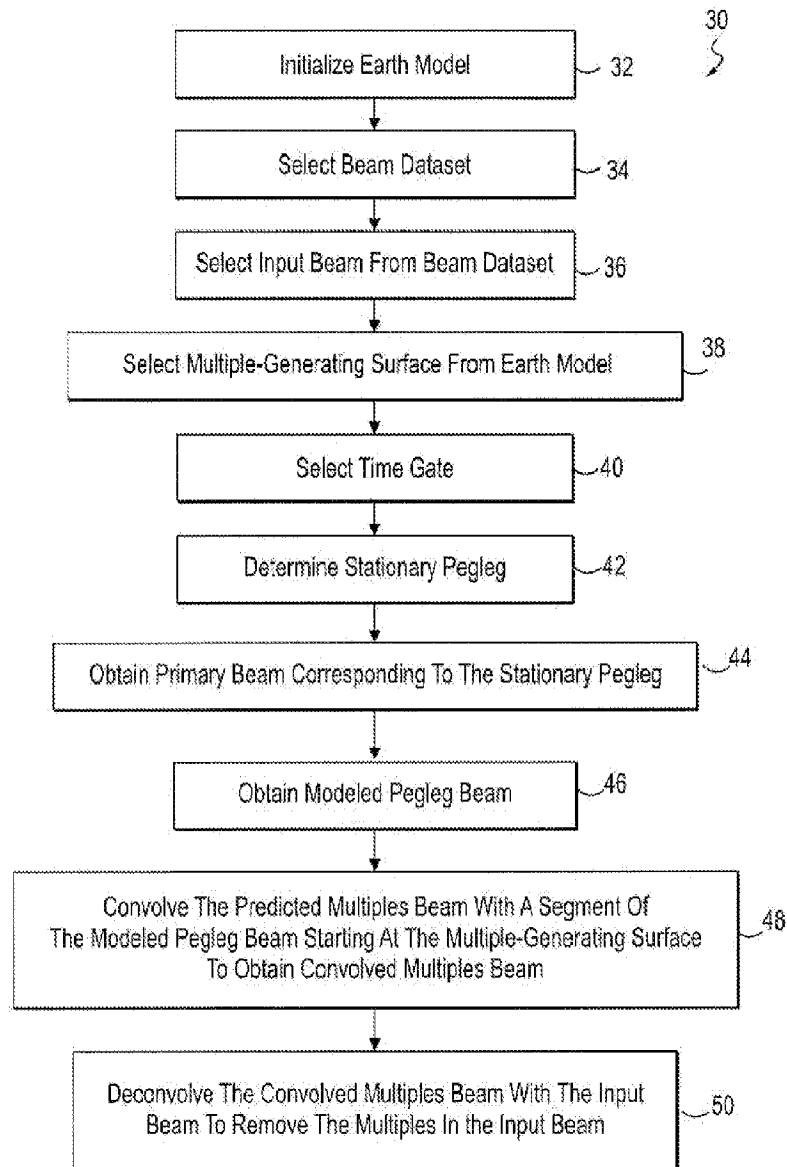 30
Initialize Earth Model
32
Select Beam Dataset
34
Select Input Beam From Beam Dataset
36
Select Multiple-Generating Surface From Earth Model
38
Select Time Gate
40
Determine Stationary Pegleg
42
Obtain Primary Beam Corresponding To The Stationary Pegleg
44
Obtain Modeled Pegleg Beam
46
Convolve The Predicted Multiples Beam With A Segment Of
The Modeled Pegleg Beam Starting At The Multiple-Generating Surface
To Obtain Convolved Multiples Beam
48
Deconvolve The Convolved Multiples Beam With The Input
Beam To Remove The Multiples In the Input Beam
50